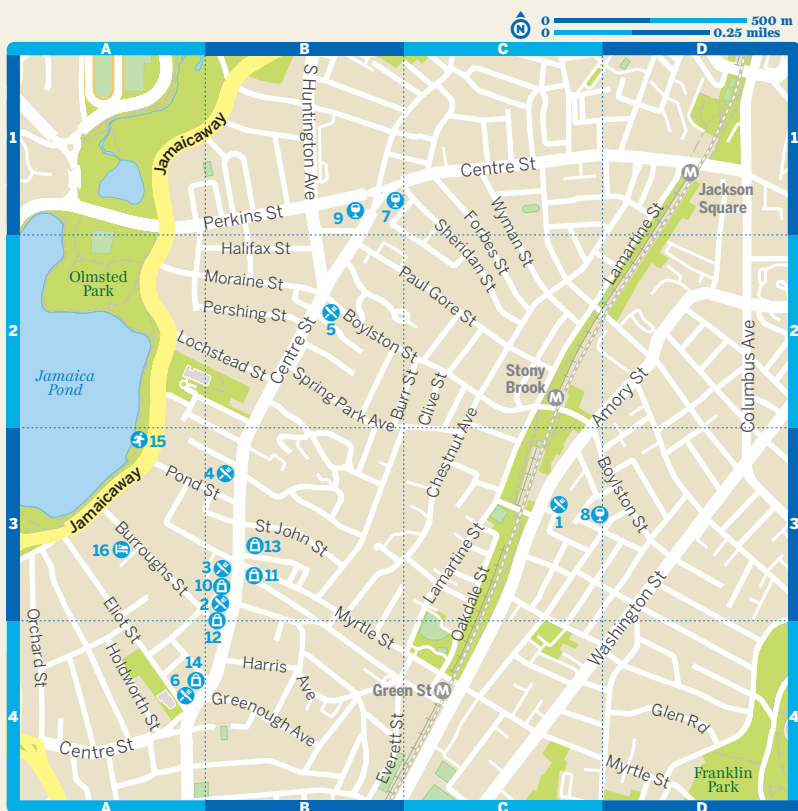 N
0 500 m
0 0.25 miles
A B C D
1 1
Jamaicaway
S Huntington Ave
Centre St
Jackson
Square
Perkins St
9 7
Wyman St
Forbes St
Sheridan St
Lamartine St
Halifax St
Olmsted
Park
Moraine St
Paul Gore St
Pershing St
5
Boylston St
2 2
Centre St
Lochstead St
Jamaica
Pond
Spring Park Ave
Burr St
Clive St
Stony
Brook
Amory St
Columbus Ave
Chestnut Ave
15
4
Pond St
Jamaicaway
Boylston St
1
8
3 3
St John St
13
16
Burroughs St
3
10
11
2
12
Lamartine St
Oakdale St
Washington St
Orchard St
Eliot St
Holdworth St
Myrtle St
14
6
Harris Ave
Green St
Greenough Ave
Glen Rd
4 4
Centre St
Everett St
Myrtle St
Franklin
Park
A B C D
M
M
M